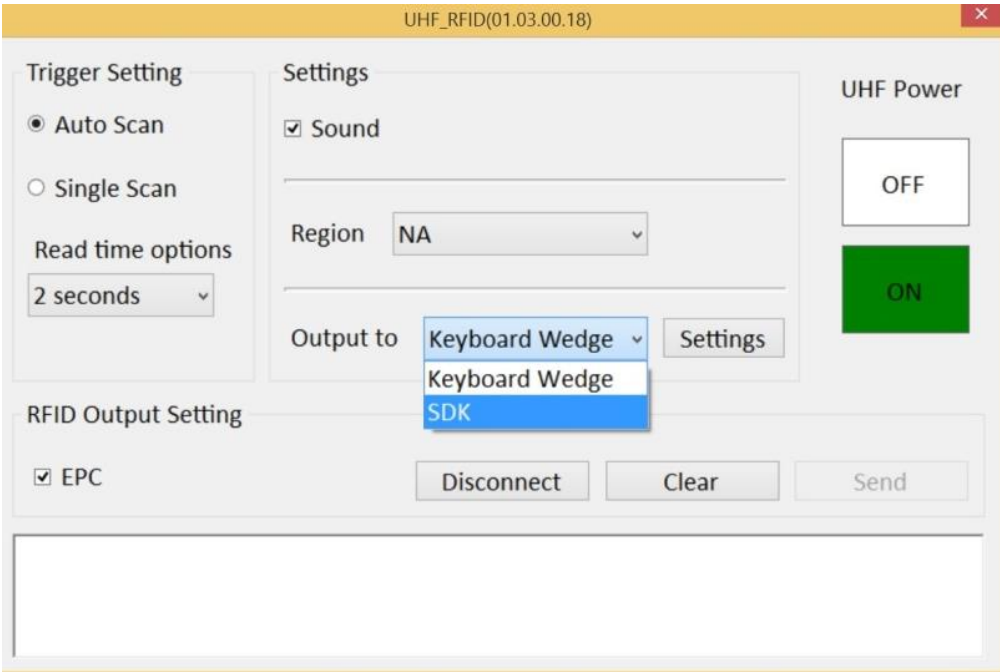 UHF_RFID(01.03.00.18)
Trigger Setting
Auto Scan
Single Scan
Read time options
2 seconds
Settings
Sound
Region NA
Output to Keyboard Wedge Settings
Keyboard Wedge
SDK
UHF Power
OFF
ON
RFID Output Setting
EPC Disconnect Clear Send